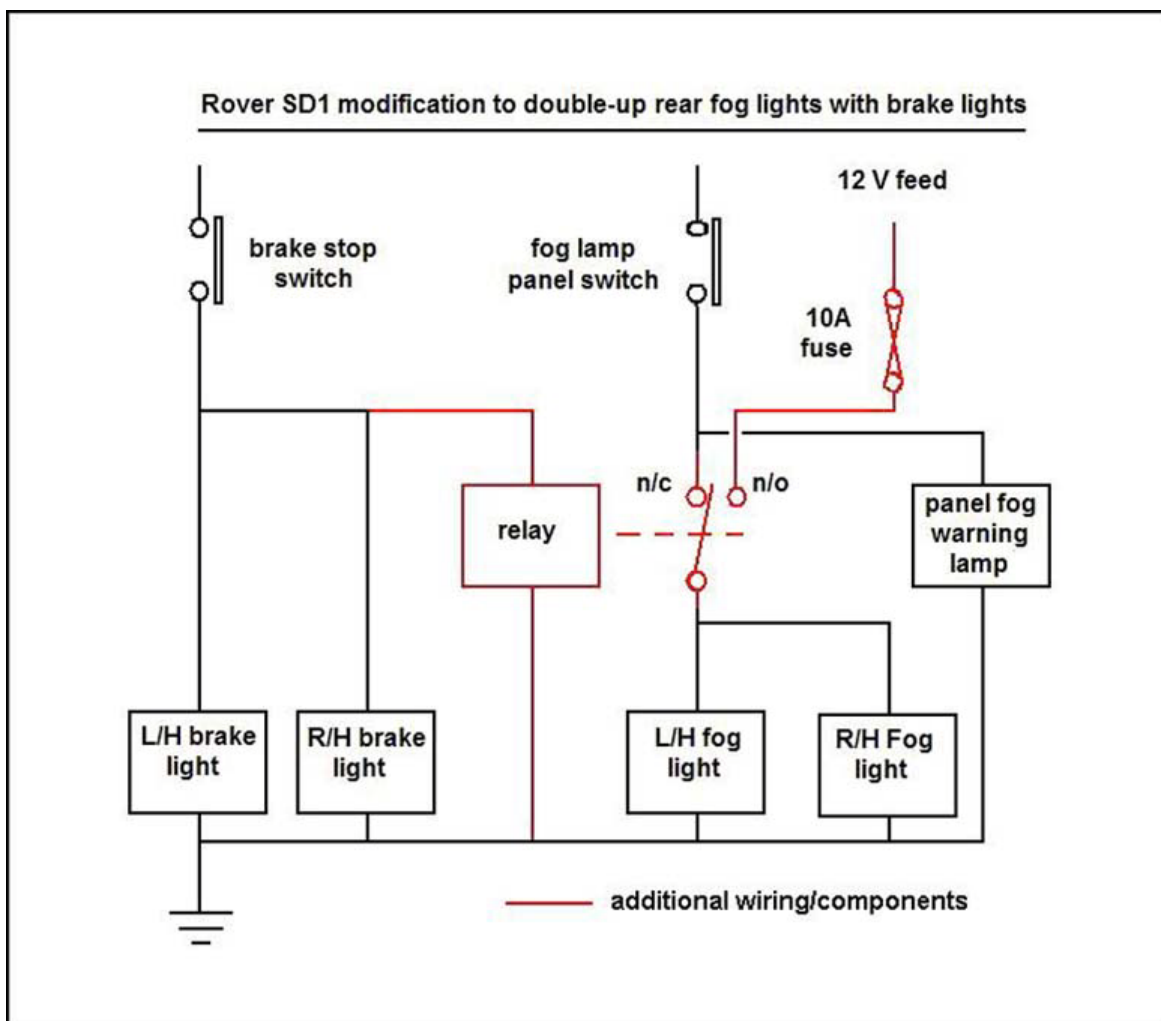 Rover SD1 modification to double-up rear fog lights with brake lights
12 V feed
brake stop
switch
fog lamp
panel switch
10A
fuse
n/c
n/o
relay
panel fog
warning
lamp
L/H brake
light
R/H brake
light
L/H fog
light
R/H Fog
light
additional wiring/components